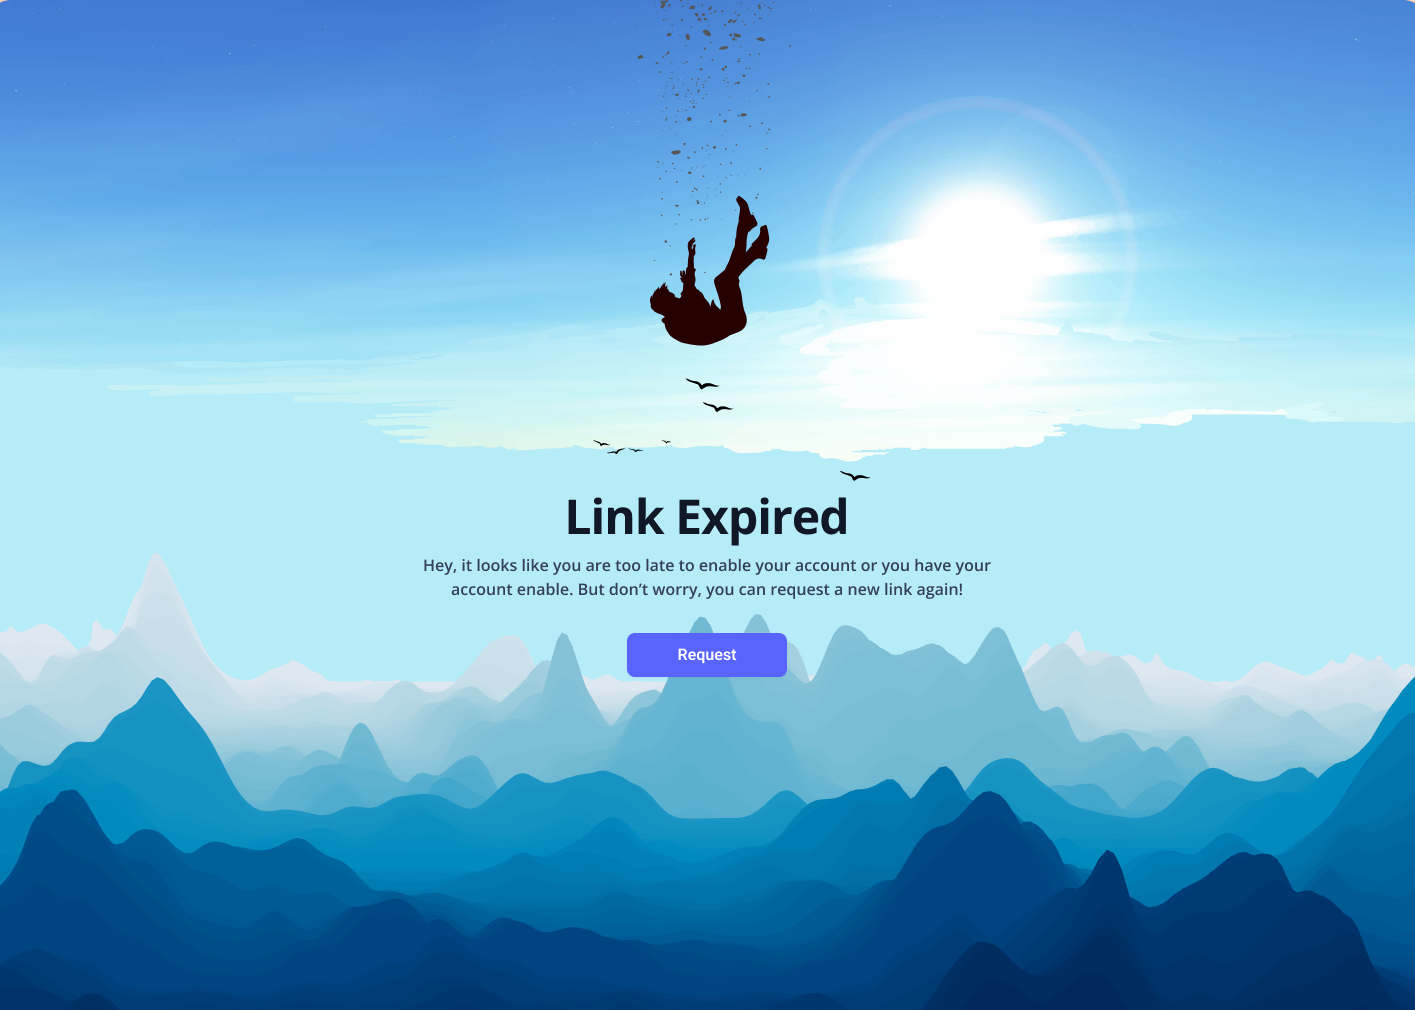 Link Expired
Hey, it looks like you are too late to enable your account or you have your
account enable. But don’t worry, you can request a new link again!
Request